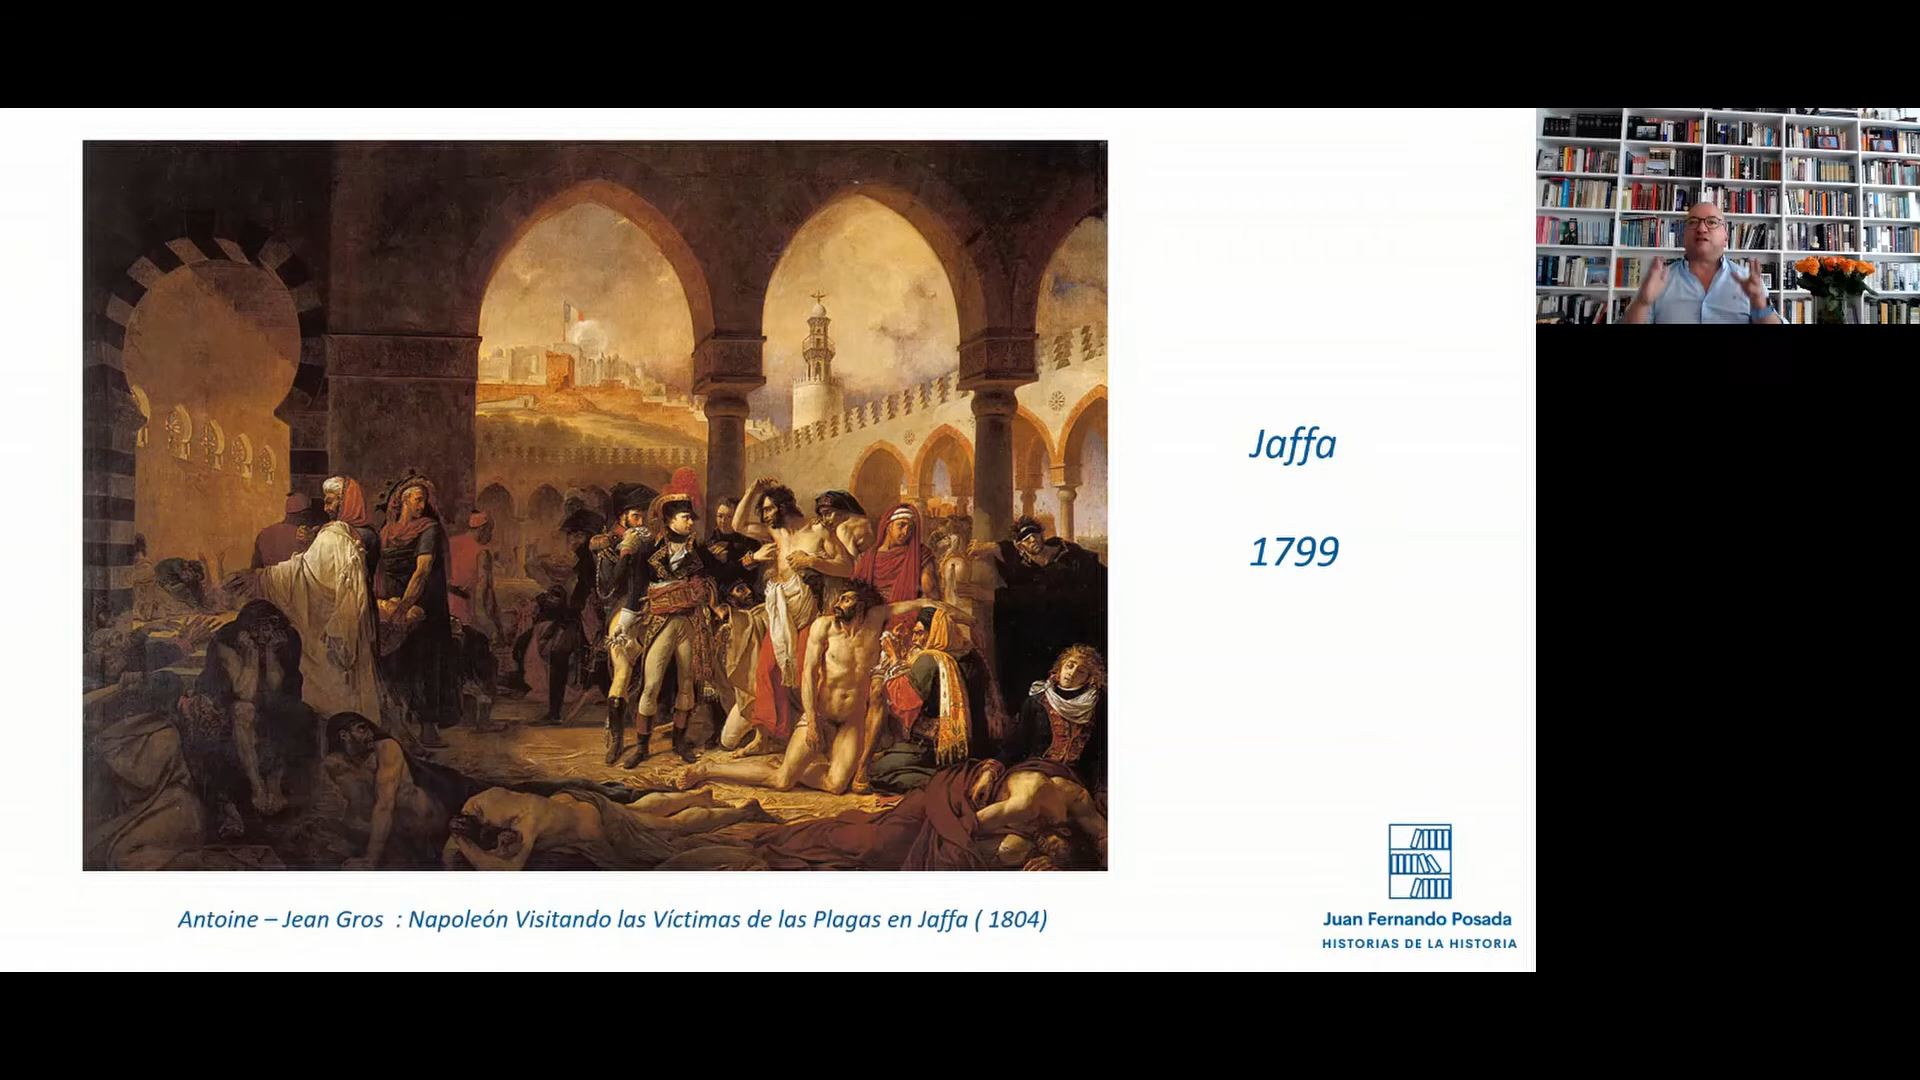 Jaffa
1799
Antoine – Jean Gros : Napoleón Visitando las Víctimas de las Plagas en Jaffa ( 1804)
Juan Fernando Posada
HISTORIAS DE LA HISTORIA